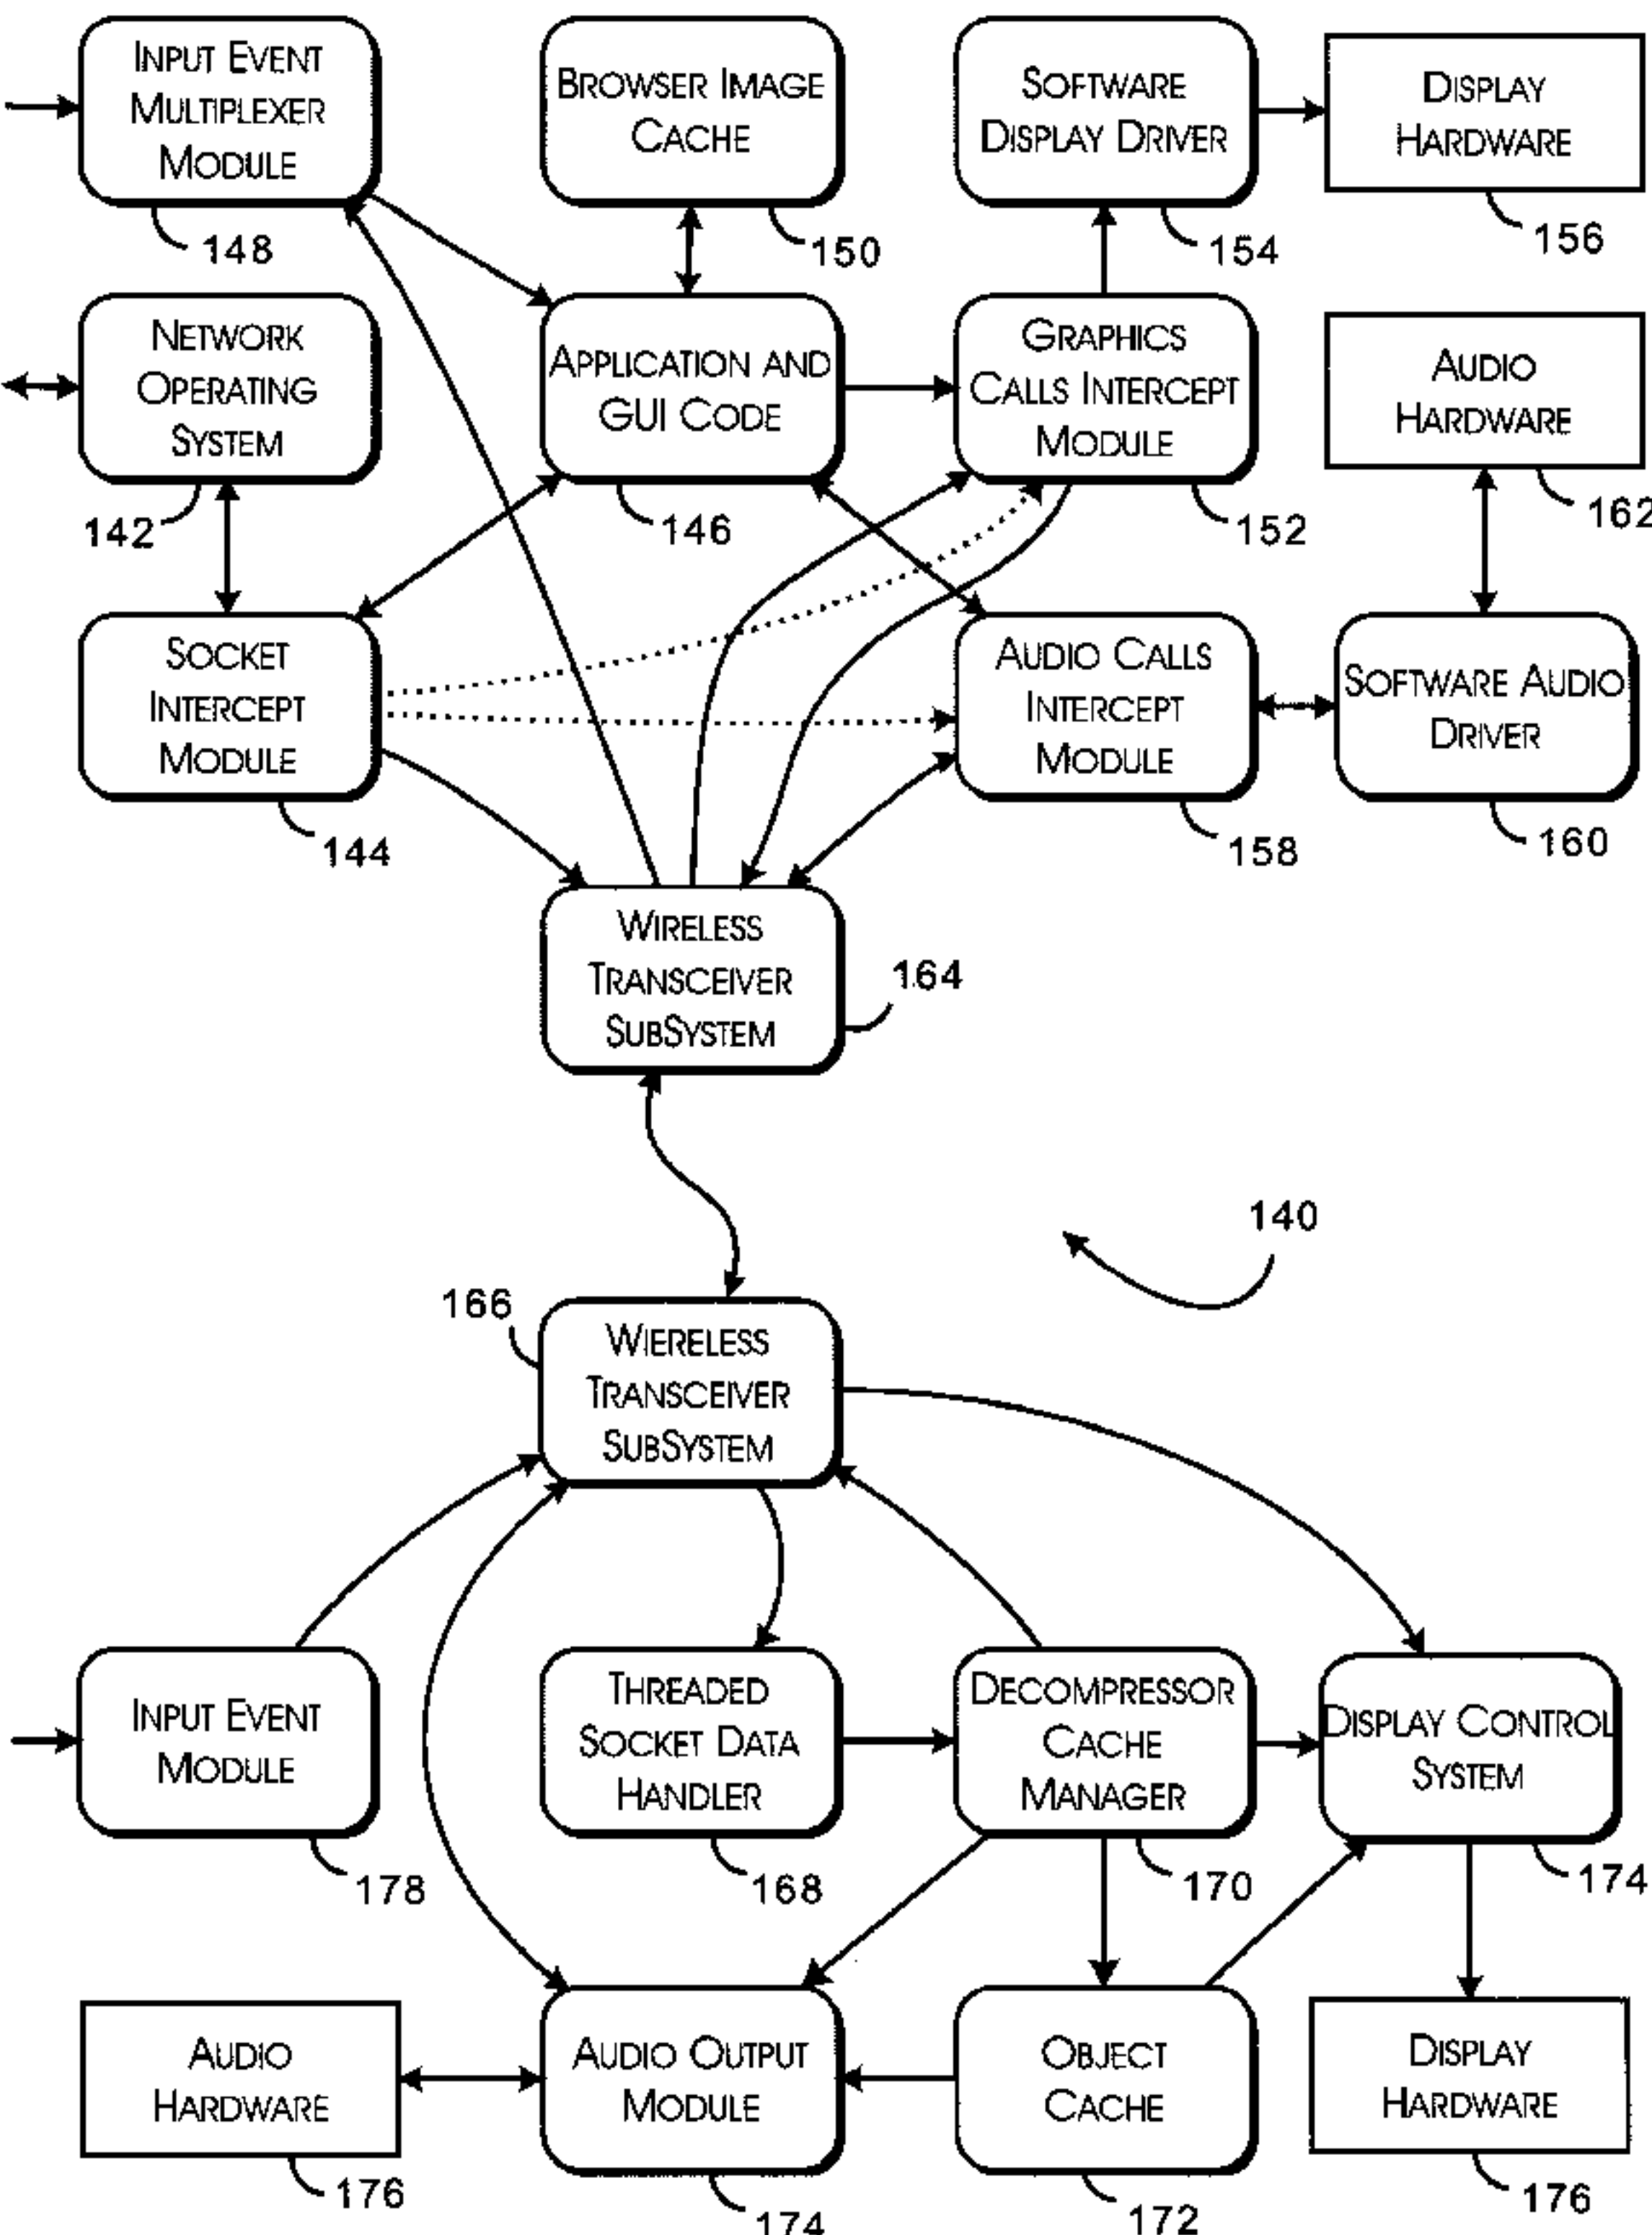 INPUT EVENT
MULTIPLEXER
MODULE
148
BROWSER IMAGE
CACHE
150
SOFTWARE
DISPLAY DRIVER
154
DISPLAY
HARDWARE
156
NETWORK
OPERATING
SYSTEM
142
APPLICATION AND
GUI CODE
146
GRAPHICS
CALLS INTERCEPT
MODULE
152
AUDIO
HARDWARE
162
SOCKET
INTERCEPT
MODULE
144
AUDIO CALLS
INTERCEPT
MODULE
158
SOFTWARE AUDIO
DRIVER
160
WIRELESS
TRANSCEIVER
SUBSYSTEM
164
140
166
WIERELESS
TRANSCEIVER
SUBSYSTEM
INPUT EVENT
MODULE
178
THREADED
SOCKET DATA
HANDLER
168
DECOMPRESSOR
CACHE
MANAGER
170
DISPLAY CONTROL
SYSTEM
174
AUDIO
HARDWARE
176
AUDIO OUTPUT
MODULE
174
OBJECT
CACHE
172
DISPLAY
HARDWARE
176